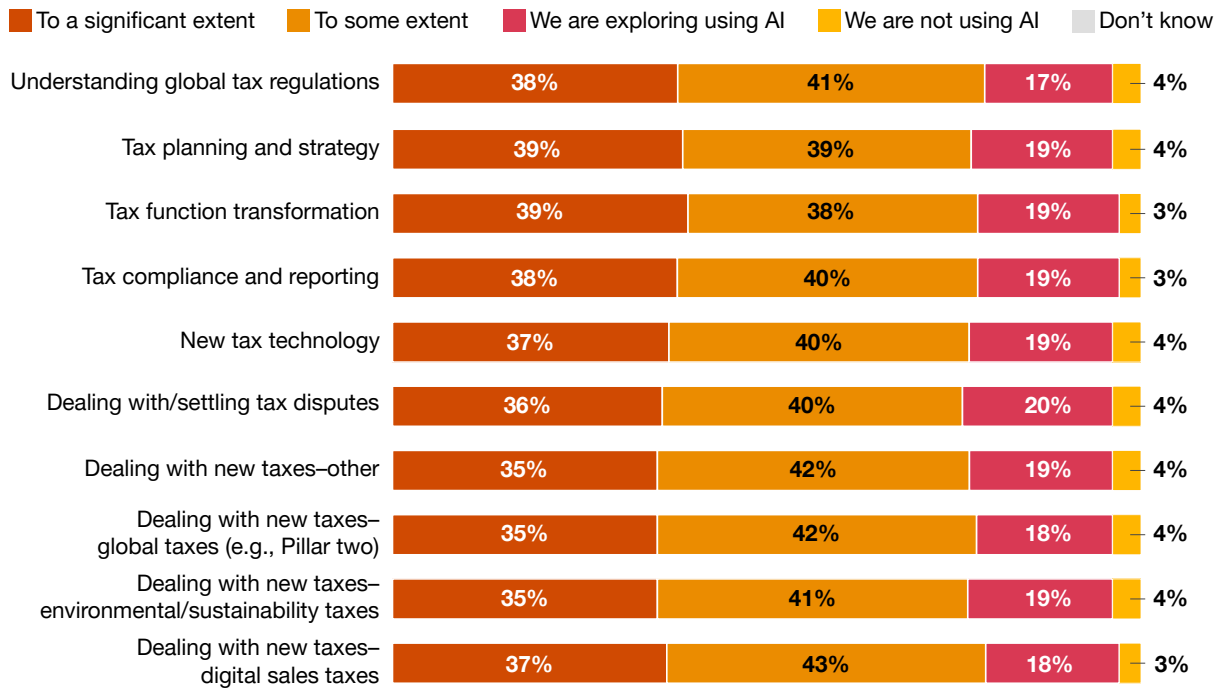 To a significant extent To some extent We are exploring using AI We are not using AI Don’t know
Understanding global tax regulations 38% 41% 17% 4%
Tax planning and strategy 39% 39% 19% 4%
Tax function transformation 39% 38% 19% 3%
Tax compliance and reporting 38% 40% 19% 3%
New tax technology 37% 40% 19% 4%
Dealing with/settling tax disputes 36% 40% 20% 4%
Dealing with new taxes–other 35% 42% 19% 4%
Dealing with new taxes–
global taxes (e.g., Pillar two) 35% 42% 18% 4%
Dealing with new taxes–
environmental/sustainability taxes 35% 41% 19% 4%
Dealing with new taxes–
digital sales taxes 37% 43% 18% 3%